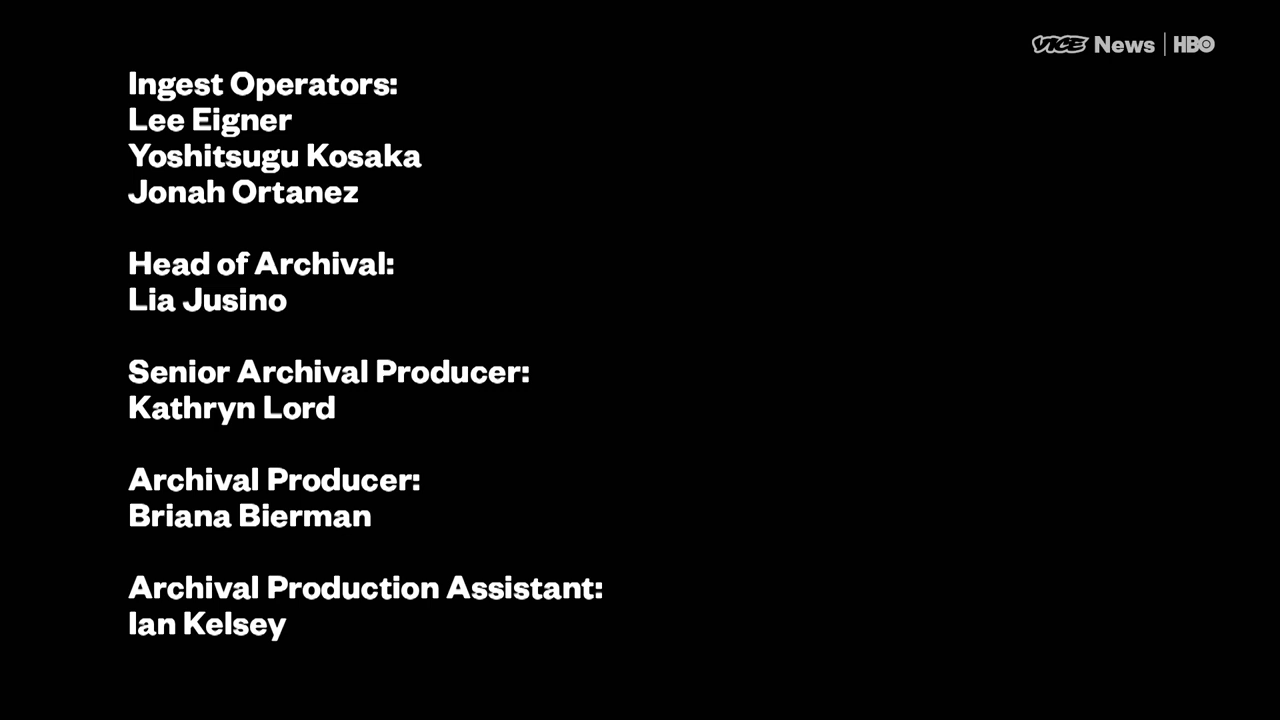 VICE News | HBO
Ingest Operators:
Lee Eigner
Yoshitsugu Kosaka
Jonah Ortanez
Head of Archival:
Lia Jusino
Senior Archival Producer:
Kathryn Lord
Archival Producer:
Briana Bierman
Archival Production Assistant:
Ian Kelsey